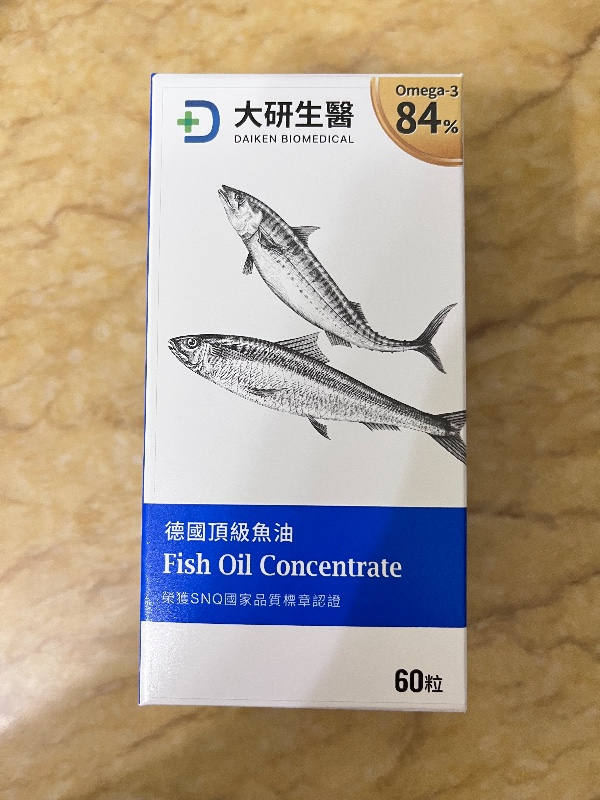 大研生醫
DAIKEN BIOMEDICAL
Omega-3
84%
德國頂級魚油
Fish Oil Concentrate
榮獲SNQ國家品質標章認證
60粒